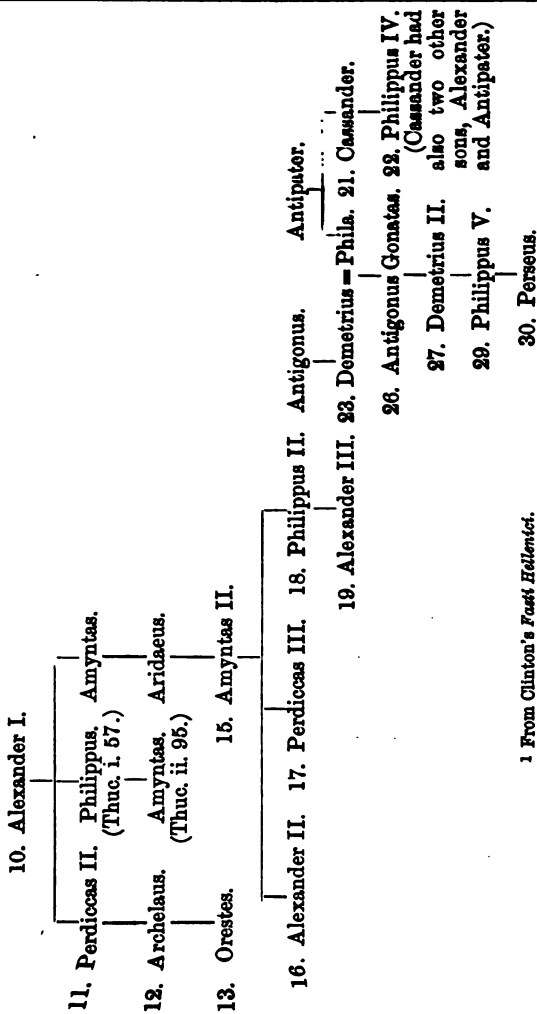 10. Alexander I.
11. Perdiccas II. Philippus. Amyntas.
(Thuc. i. 57.)
12. Archelaus. Amyntas. Aridaeus.
(Thuc. ii. 95.)
13. Orestes. 15. Amyntas II.
16. Alexander II. 17. Perdiccas III. 18. Philippus II. Antigonus. Antipater.
19. Alexander III. 23. Demetrius = Phila. 21. Cassander.
26. Antigonus Gonatas. 22. Philippus IV.
(Cassander had
27. Demetrius II. also two other
sons, Alexander
29. Philippus V. and Antipater.)
30. Perseus.
1 From Clinton's Fasti Hellenici.